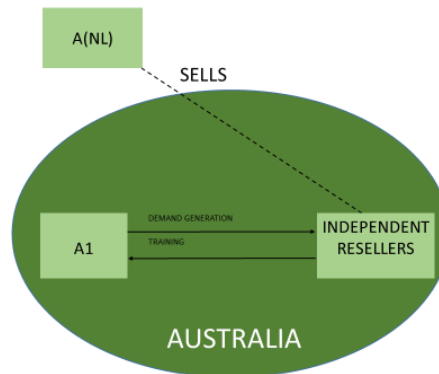 A(NL)
SELLS
DEMAND GENERATION
TRAINING
A1
INDEPENDENT
RESELLERS
AUSTRALIA